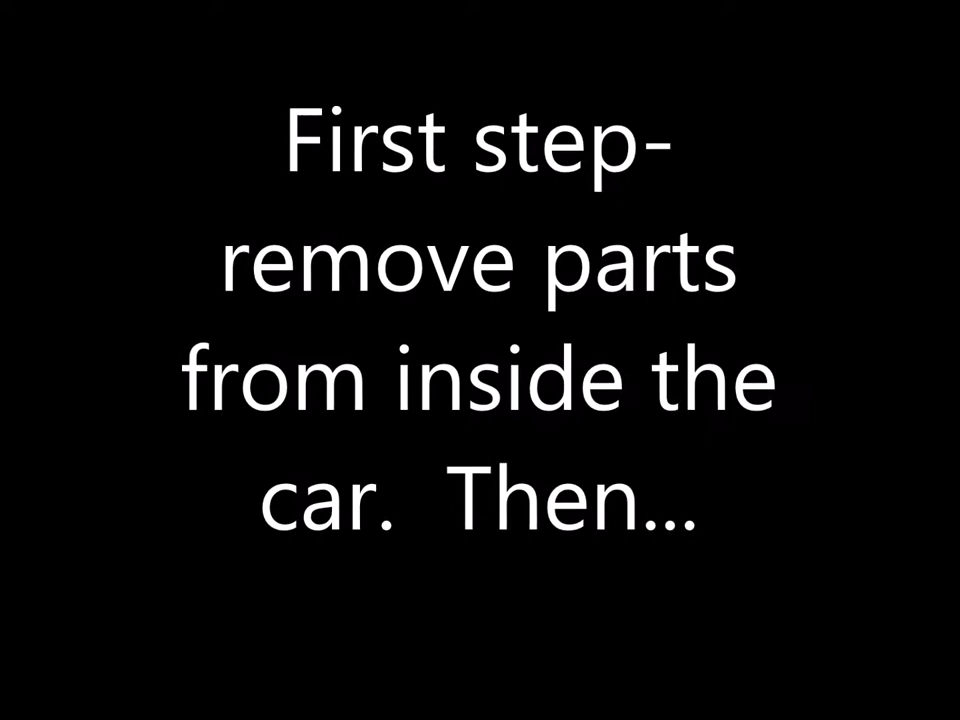 First step-
remove parts
from inside the
car.  Then...